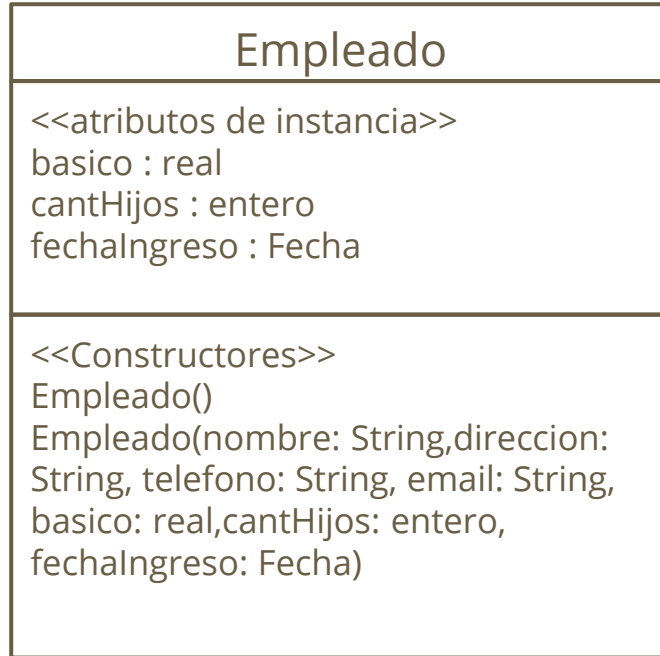 Empleado
<<atributos de instancia>>
basico : real
cantHijos : entero
fechaIngreso : Fecha
<<Constructores>>
Empleado()
Empleado(nombre: String,direccion:
String, telefono: String, email: String,
basico: real,cantHijos: entero,
fechaIngreso: Fecha)